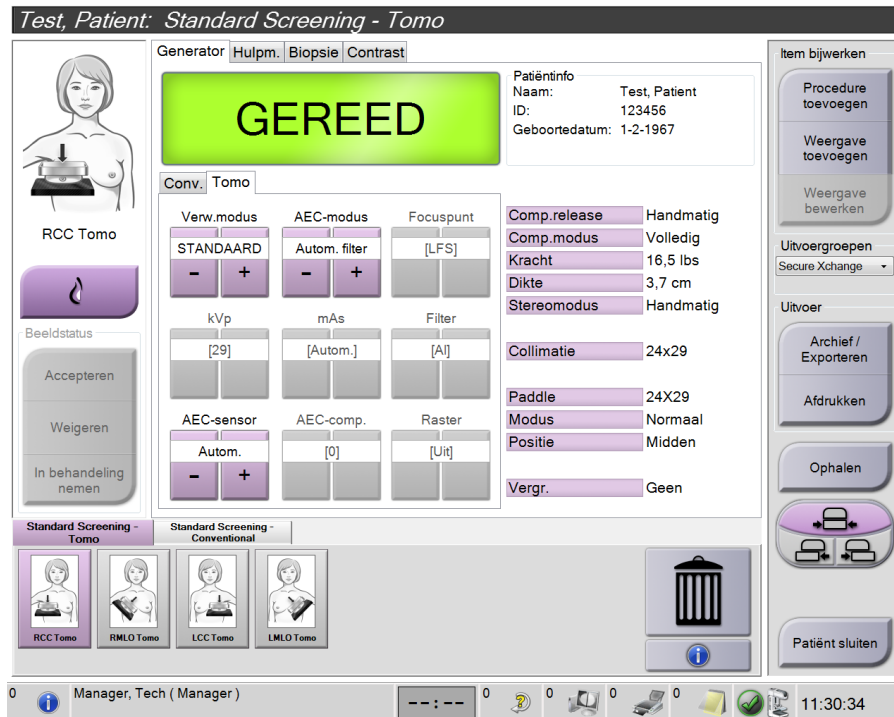 Test, Patient:  Standard Screening - Tomo
RCC Tomo
Beeldstatus
Accepteren
Weigeren
In behandeling
nemen
Generator Hulpm. Biopsie Contrast
GEREED
Patiëntinfo
Naam: Test, Patient
ID: 123456
Geboortedatum: 1-2-1967
Conv. Tomo
Verw.modus AEC-modus Focuspunt
STANDAARD Autom. filter [LFS]
- + - +
kVp mAs Filter
[29] [Autom.] [Al]
AEC-sensor AEC-comp. Raster
Autom. [0] [Uit]
- +
Comp.release Handmatig
Comp.modus Volledig
Kracht 16,5 lbs
Dikte 3,7 cm
Stereomodus Handmatig
Collimatie 24x29
Paddle 24X29
Modus Normaal
Positie Midden
Vergr. Geen
Item bijwerken
Procedure
toevoegen
Weergave
toevoegen
Weergave
bewerken
Uitvoergroepen
Secure Xchange
Uitvoer
Archief /
Exporteren
Afdrukken
Ophalen
Patiënt sluiten
Standard Screening -
Tomo
Standard Screening -
Conventional
RCC Tomo RMLO Tomo LCC Tomo LMLO Tomo
0 Manager, Tech ( Manager ) --:-- 0 0 0 0 11:30:34